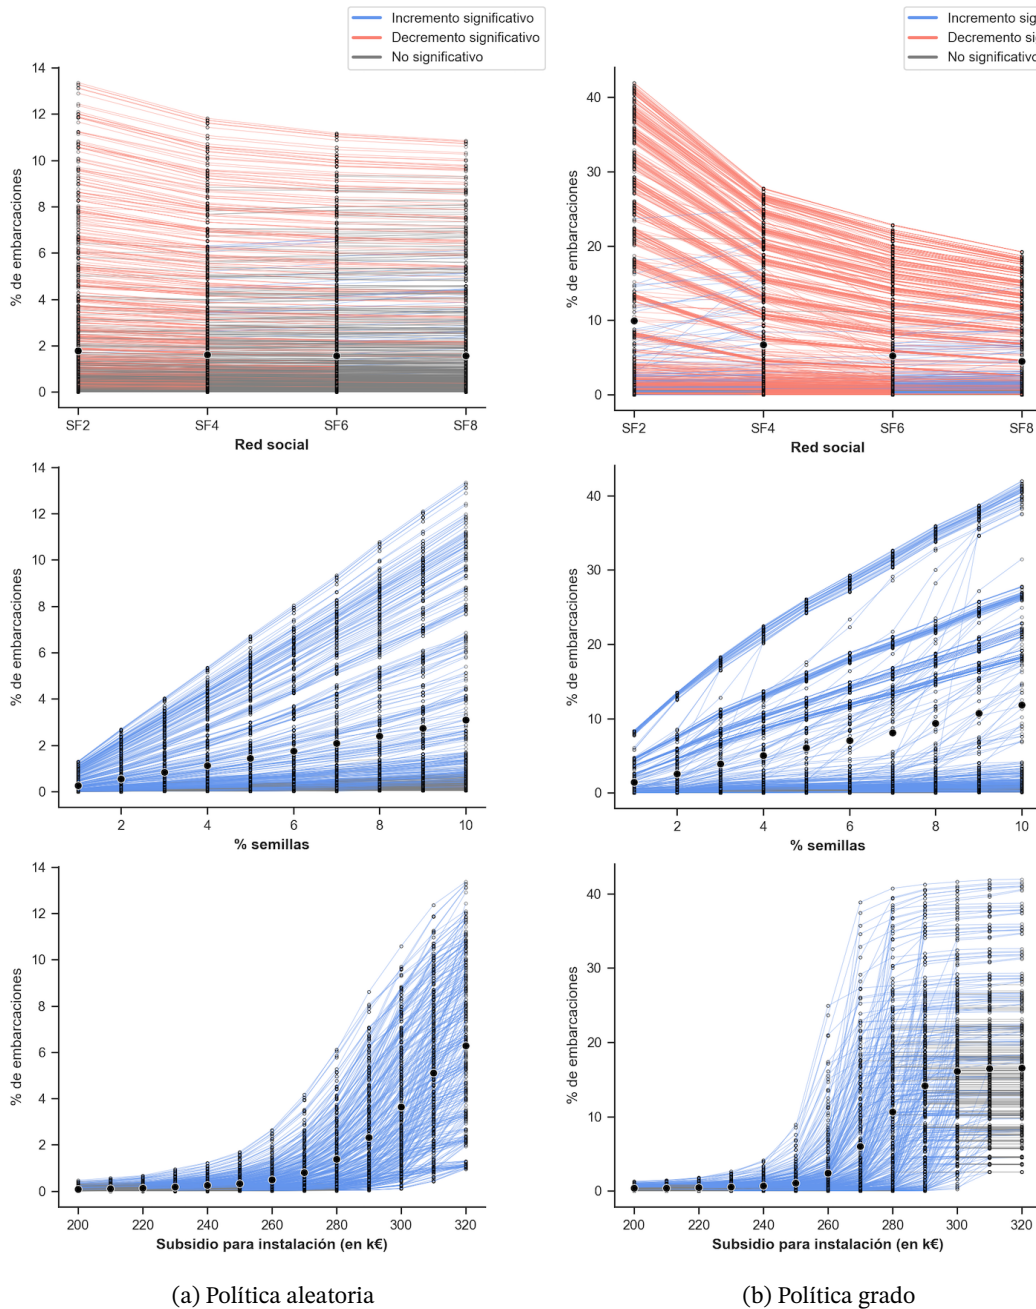 Incremento significativo
Decremento significativo
No significativo
14
12
10
8
6
4
2
0
% de embarcaciones
SF2 SF4 SF6 SF8
Red social
Incremento sig
Decremento si
No significativo
40
30
20
10
0
% de embarcaciones
SF2 SF4 SF6 SF8
Red social
14
12
10
8
6
4
2
0
% de embarcaciones
2 4 6 8 10
% semillas
40
30
20
10
0
% de embarcaciones
2 4 6 8 10
% semillas
14
12
10
8
6
4
2
0
% de embarcaciones
200 220 240 260 280 300 320
Subsidio para instalación (en k€)
40
30
20
10
0
% de embarcaciones
200 220 240 260 280 300 320
Subsidio para instalación (en k€)
(a) Política aleatoria
(b) Política grado